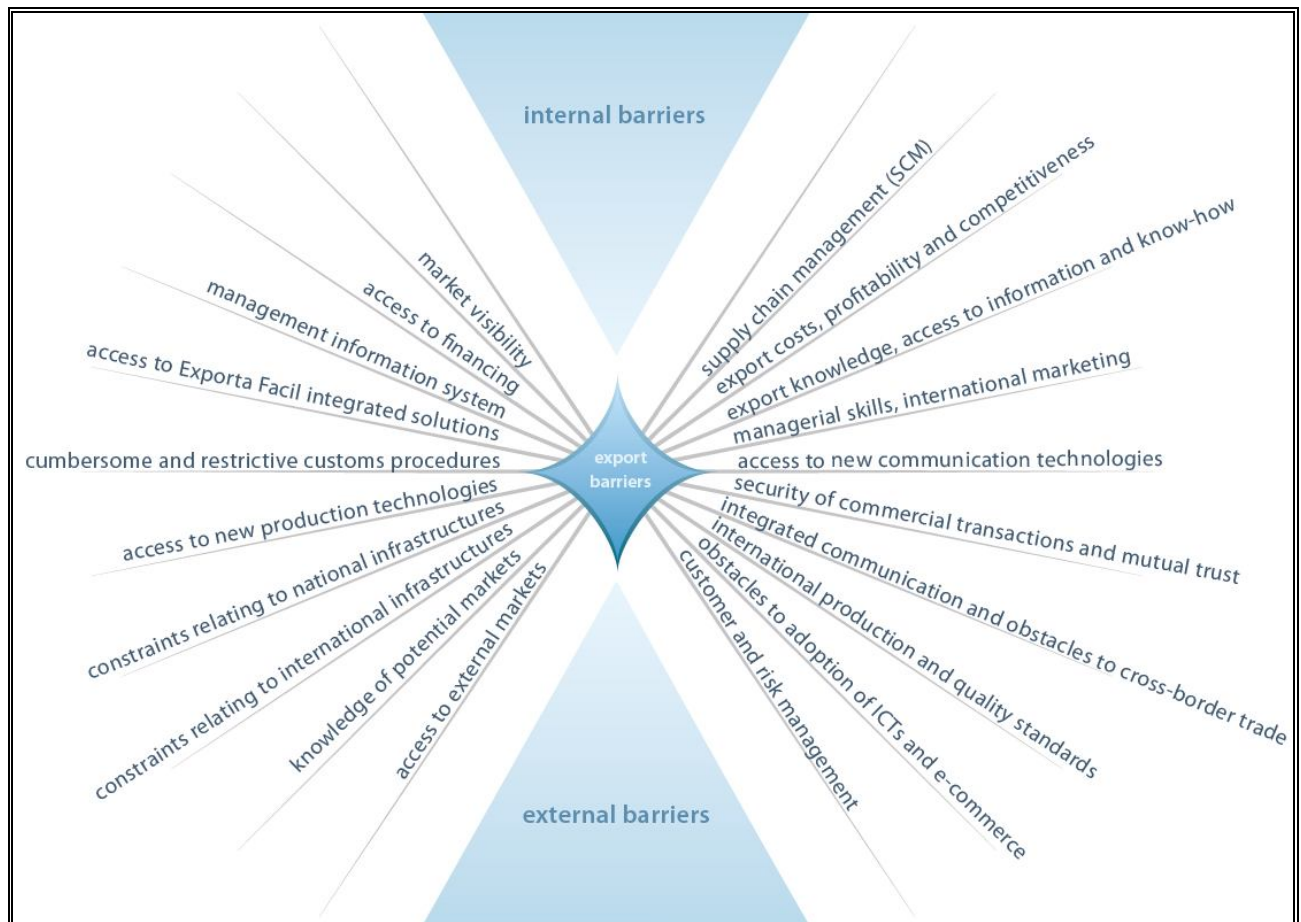 internal barriers
market visibility
access to financing
management information system
access to Exporta Facil integrated solutions
cumbersome and restrictive customs procedures
access to new production technologies
constraints relating to national infrastructures
constraints relating to international infrastructures
knowledge of potential markets
access to external markets
export
barriers
supply chain management (SCM)
export costs, profitability and competitiveness
export knowledge, access to information and know-how
managerial skills, international marketing
access to new communication technologies
security of commercial transactions and mutual trust
integrated communication and obstacles to cross-border trade
international production and quality standards
obstacles to adoption of ICTs and e-commerce
customer and risk management
external barriers